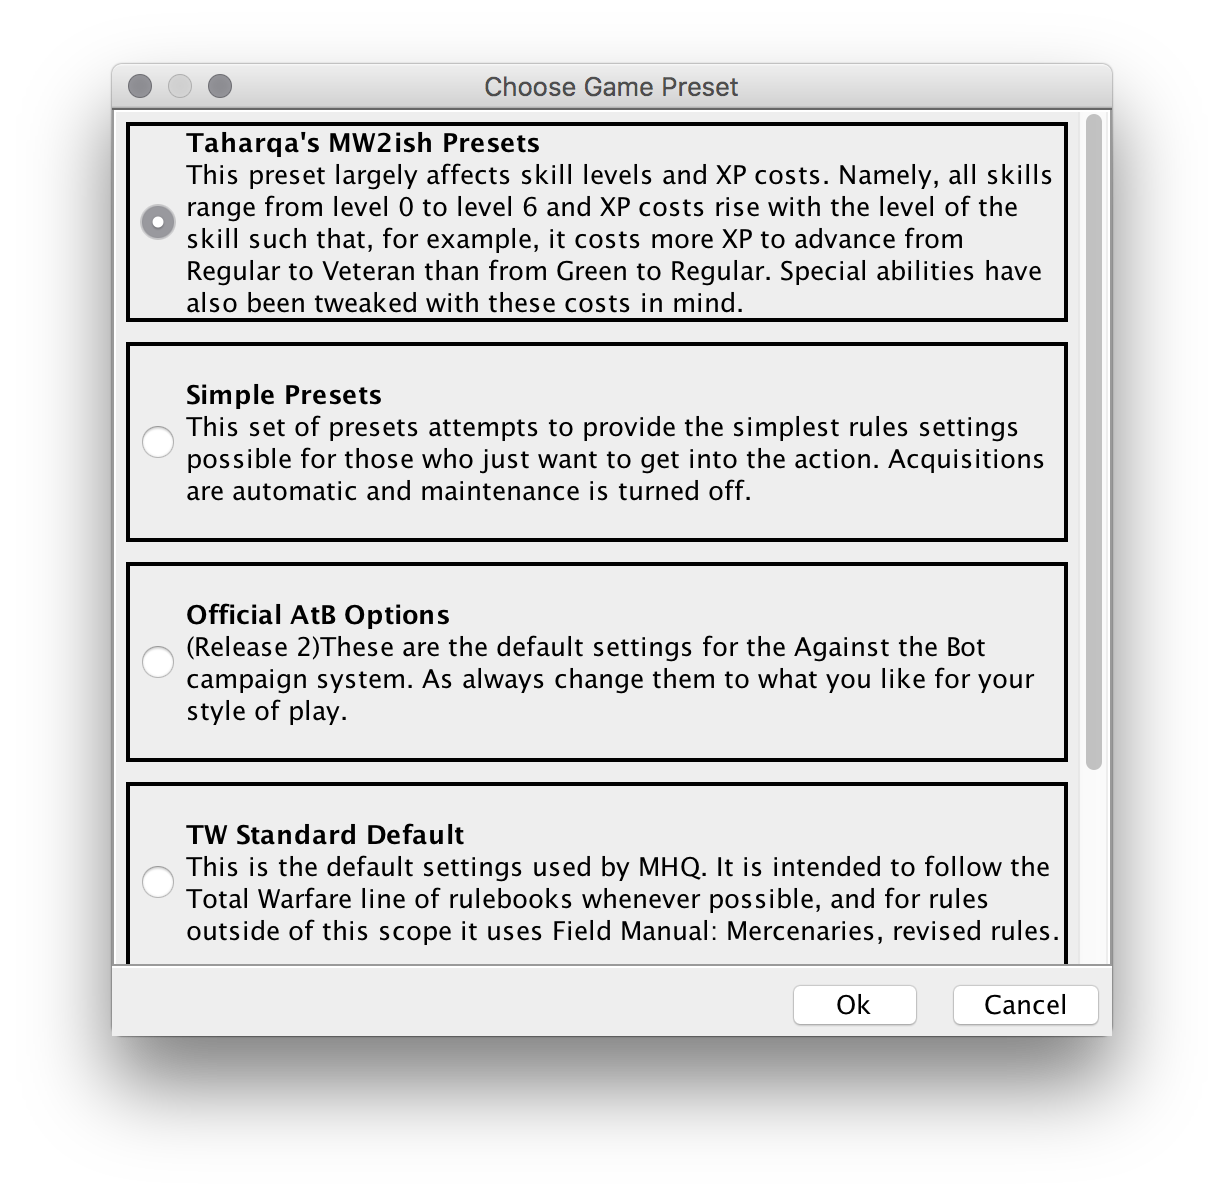 Choose Game Preset
Taharqa's MW2ish Presets
This preset largely affects skill levels and XP costs. Namely, all skills
range from level 0 to level 6 and XP costs rise with the level of the
skill such that, for example, it costs more XP to advance from
Regular to Veteran than from Green to Regular. Special abilities have
also been tweaked with these costs in mind.
Simple Presets
This set of presets attempts to provide the simplest rules settings
possible for those who just want to get into the action. Acquisitions
are automatic and maintenance is turned off.
Official AtB Options
(Release 2)These are the default settings for the Against the Bot
campaign system. As always change them to what you like for your
style of play.
TW Standard Default
This is the default settings used by MHQ. It is intended to follow the
Total Warfare line of rulebooks whenever possible, and for rules
outside of this scope it uses Field Manual: Mercenaries, revised rules.
Ok
Cancel